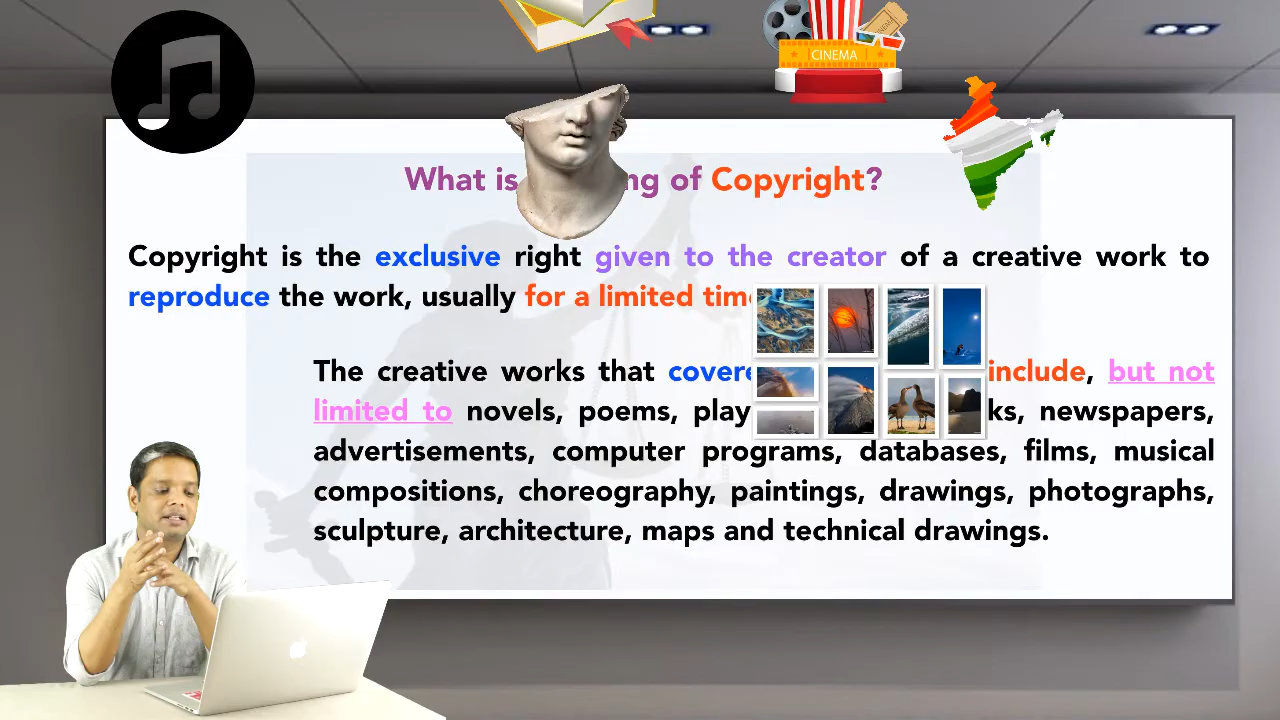 CINEMA
What is ng of Copyright?
Copyright is the exclusive right given to the creator of a creative work to
reproduce the work, usually for a limited time
The creative works that covere include, but not
limited to novels, poems, play ks, newspapers,
advertisements, computer programs, databases, films, musical
compositions, choreography, paintings, drawings, photographs,
sculpture, architecture, maps and technical drawings.